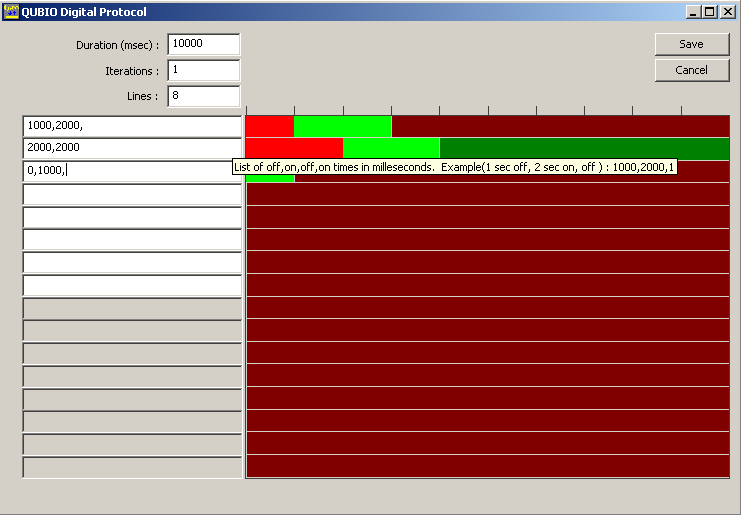 QUBIO Digital Protocol
Duration (msec) : 10000
Save
Iterations : 1
Cancel
Lines : 8
1000,2000,
2000,2000
0,1000,
List of off,on,off,on times in milleseconds. Example(1 sec off, 2 sec on, off ) : 1000,2000,1